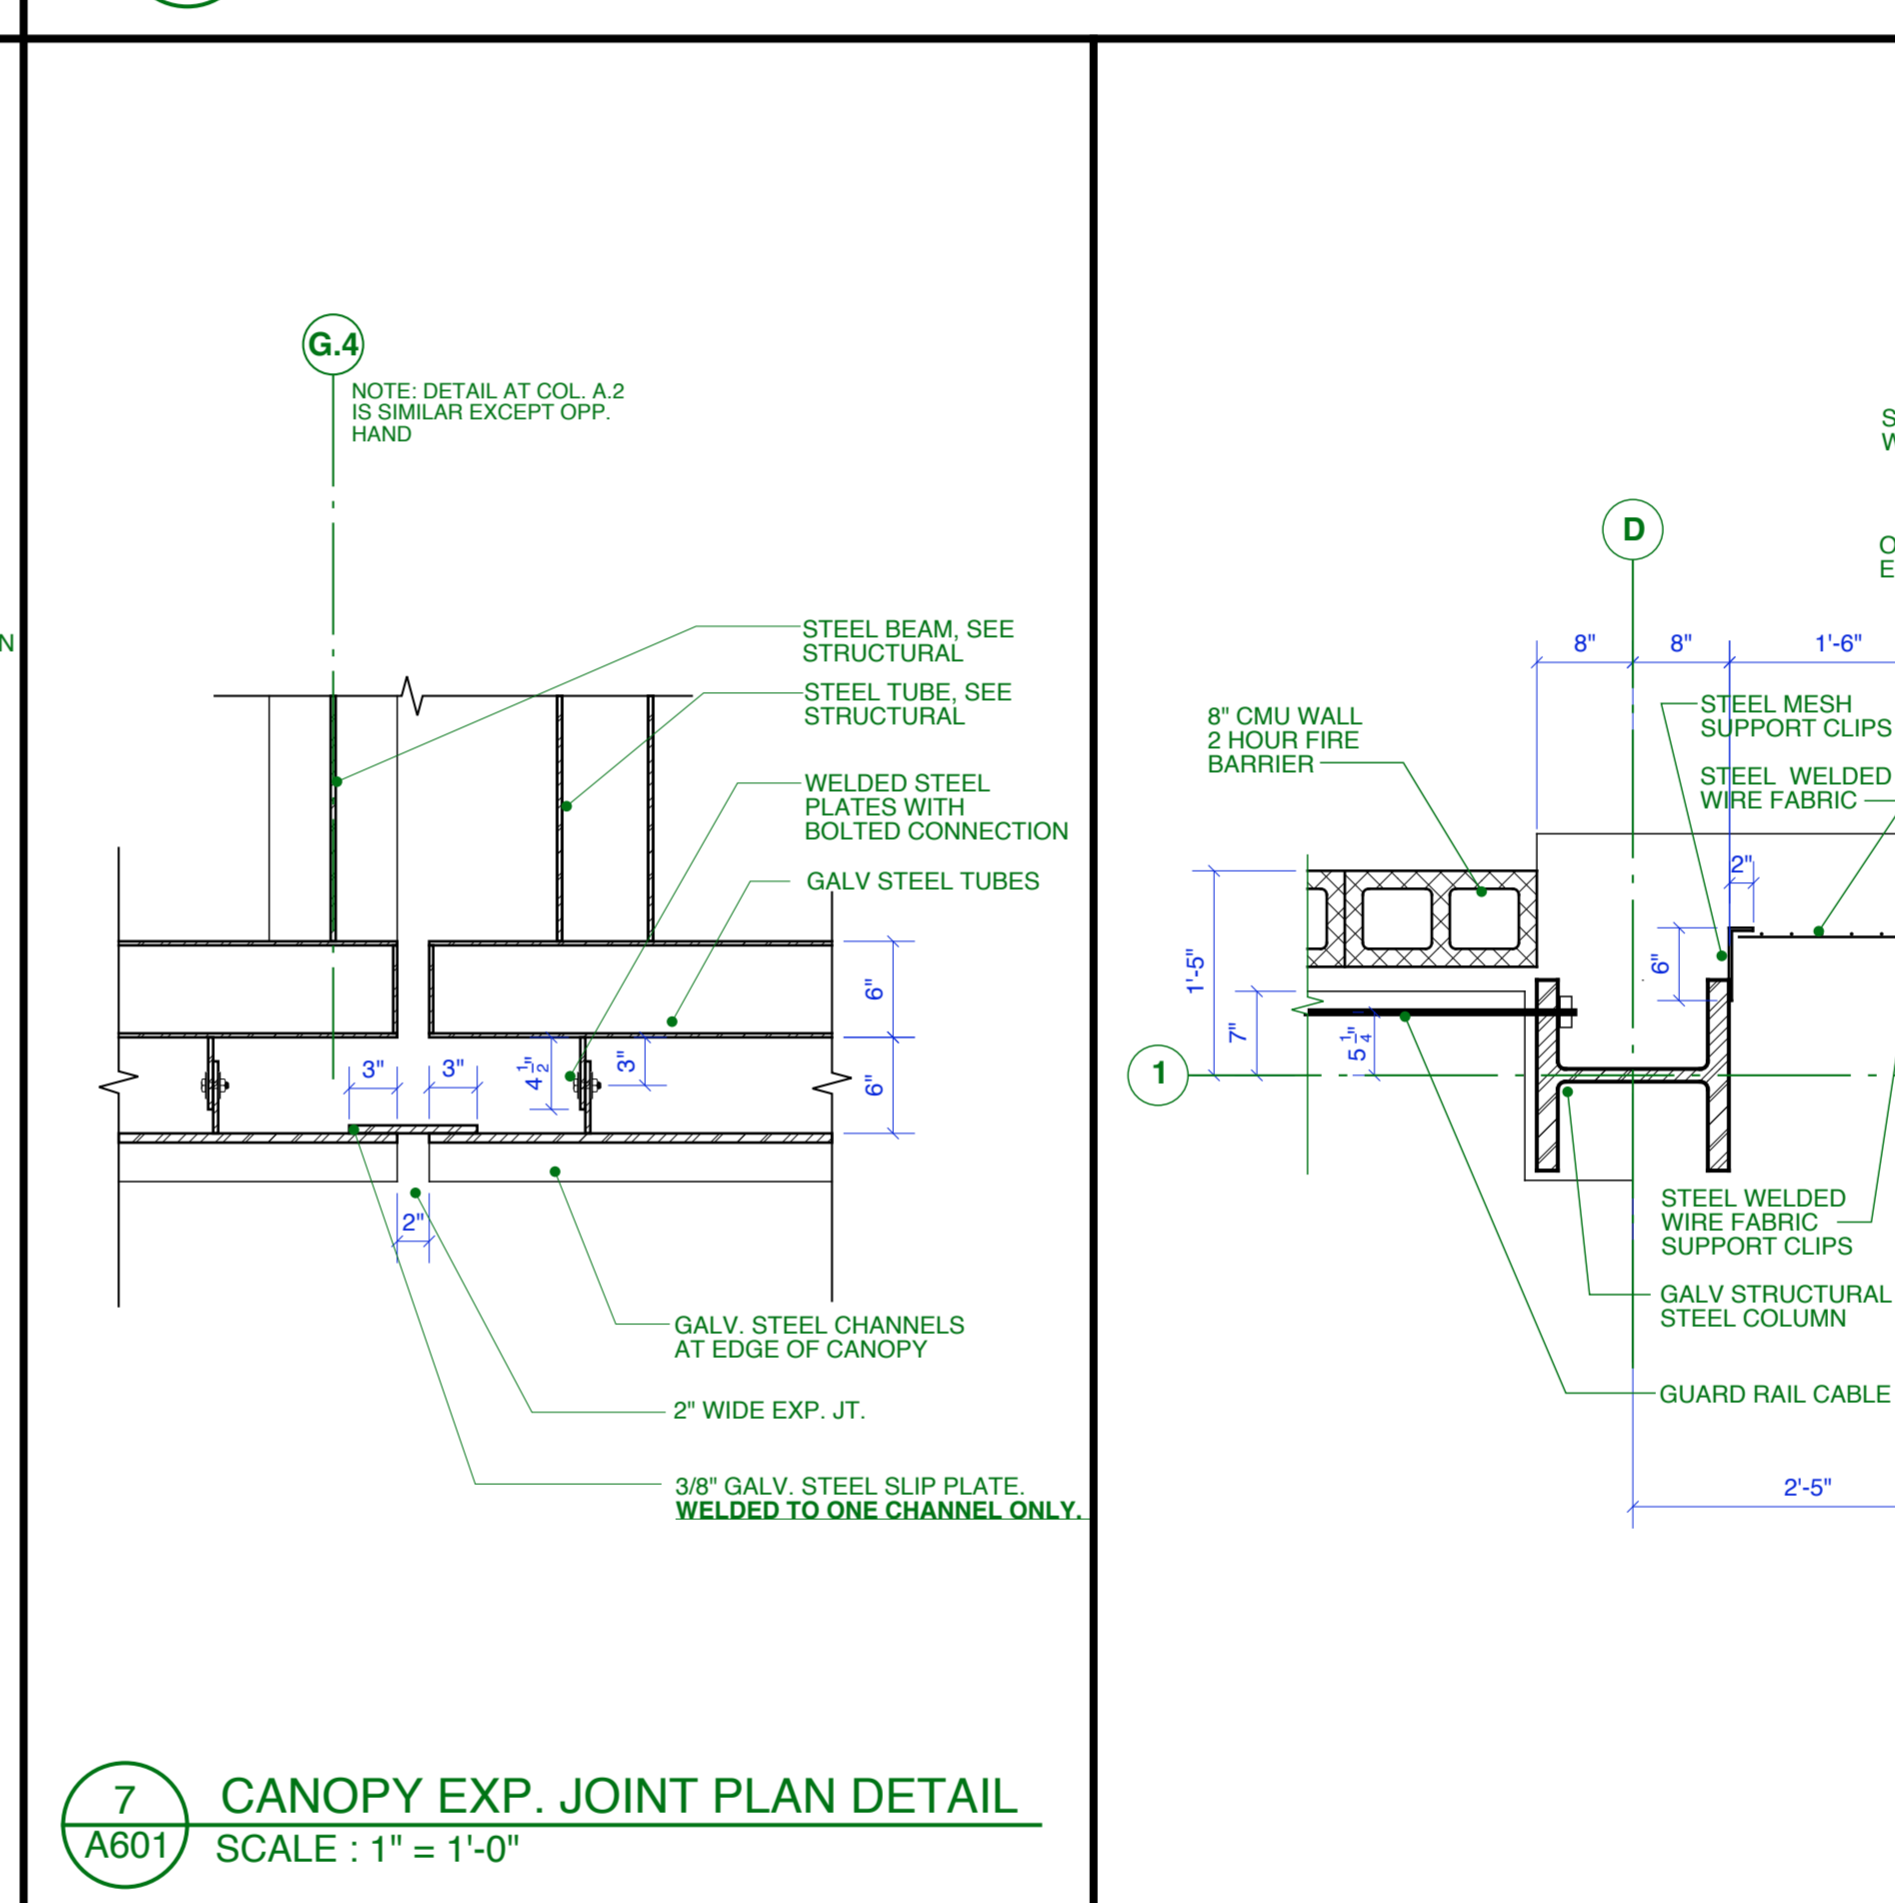 N
G.4
NOTE: DETAIL AT COL. A.2
IS SIMILAR EXCEPT OPP.
HAND
STEEL BEAM, SEE
STRUCTURAL
STEEL TUBE, SEE
STRUCTURAL
WELDED STEEL
PLATES WITH
BOLTED CONNECTION
GALV STEEL TUBES
6"
6"
3"
3"
4 1/2"
3"
2"
GALV. STEEL CHANNELS
AT EDGE OF CANOPY
2" WIDE EXP. JT.
3/8" GALV. STEEL SLIP PLATE.
WELDED TO ONE CHANNEL ONLY.
7
A601
CANOPY EXP. JOINT PLAN DETAIL
SCALE : 1" = 1'-0"
S
W
O
E
D
8"
8"
1'-6"
8" CMU WALL
2 HOUR FIRE
BARRIER
STEEL MESH
SUPPORT CLIPS
STEEL WELDED
WIRE FABRIC
2"
6"
1'-5"
7"
5 1/4"
1
STEEL WELDED
WIRE FABRIC
SUPPORT CLIPS
GALV STRUCTURAL
STEEL COLUMN
GUARD RAIL CABLE
2'-5"